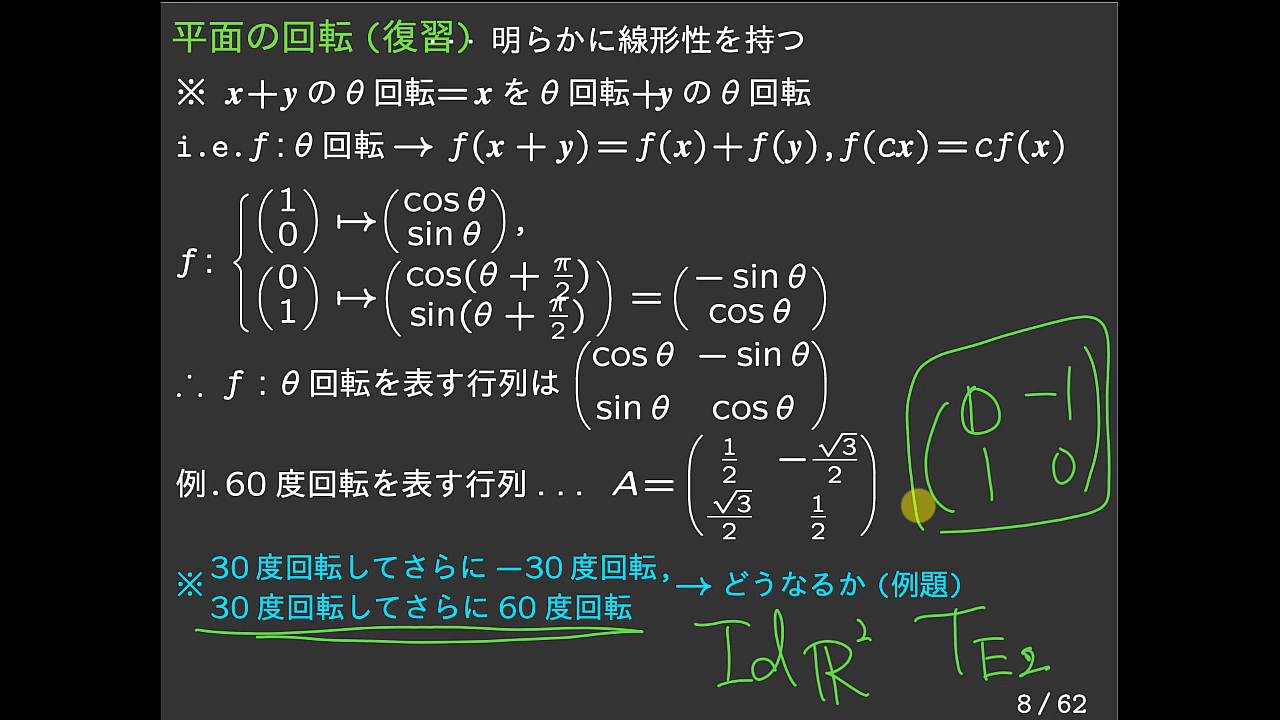 平面の回転 (復習)‥ 明らかに線形性を持つ
※ x+y の θ 回転=x を θ 回転+y の θ 回転
i.e. f : θ 回転 → f(x + y) = f(x) + f(y), f(cx) = cf(x)
f : { (1 0) ↦ (cos θ sin θ),
(0 1) ↦ (cos(θ + π/2) sin(θ + π/2)) = (− sin θ cos θ)
∴ f : θ 回転を表す行列は (cos θ − sin θ
sin θ cos θ)
(0 −1
1 0)
例.60 度回転を表す行列 ... A = (1/2 −√3/2
√3/2 1/2)
※ 30 度回転してさらに −30 度回転,
30 度回転してさらに 60 度回転
→ どうなるか (例題)
Id ℝ² T E₂
8 / 62